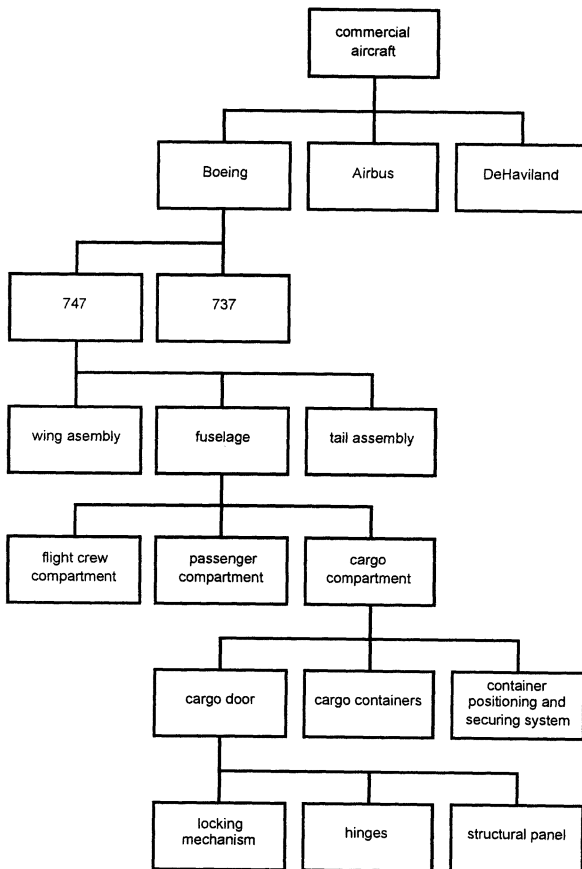 commercial
aircraft
Boeing
Airbus
DeHaviland
747
737
wing asembly
fuselage
tail assembly
flight crew
compartment
passenger
compartment
cargo
compartment
cargo door
cargo containers
container
positioning and
securing system
locking
mechanism
hinges
structural panel